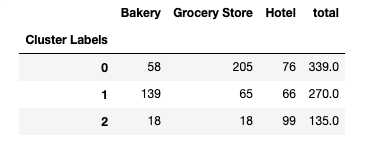 Bakery Grocery Store Hotel total
Cluster Labels
0 58 205 76 339.0
1 139 65 66 270.0
2 18 18 99 135.0